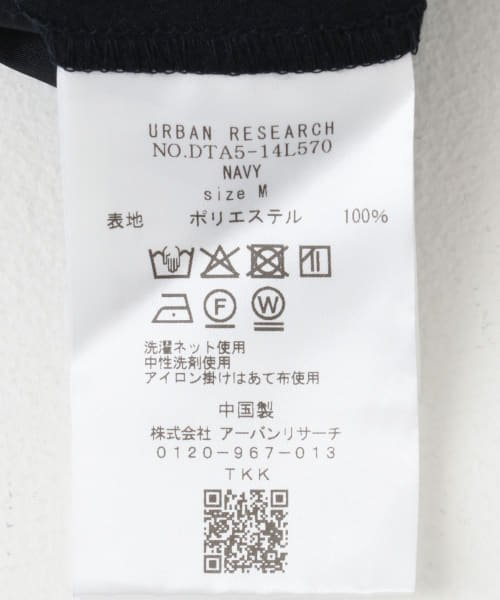 URBAN RESEARCH
NO.DTA5-14L570
NAVY
size M
表地 ポリエステル 100%
F W
洗濯ネット使用
中性洗剤使用
アイロン掛けはあて布使用
中国製
株式会社 アーバンリサーチ
0120-967-013
TKK